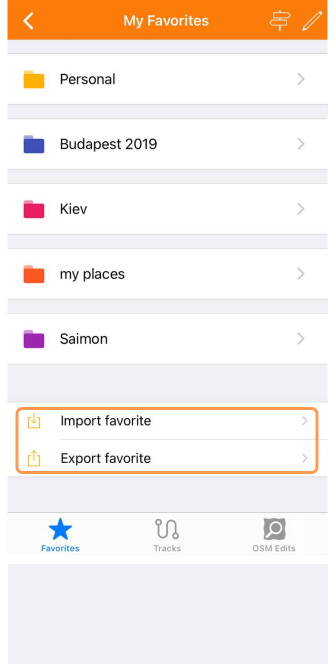 My Favorites
Personal
Budapest 2019
Kiev
my places
Saimon
Import favorite
Export favorite
Favorites Tracks OSM Edits